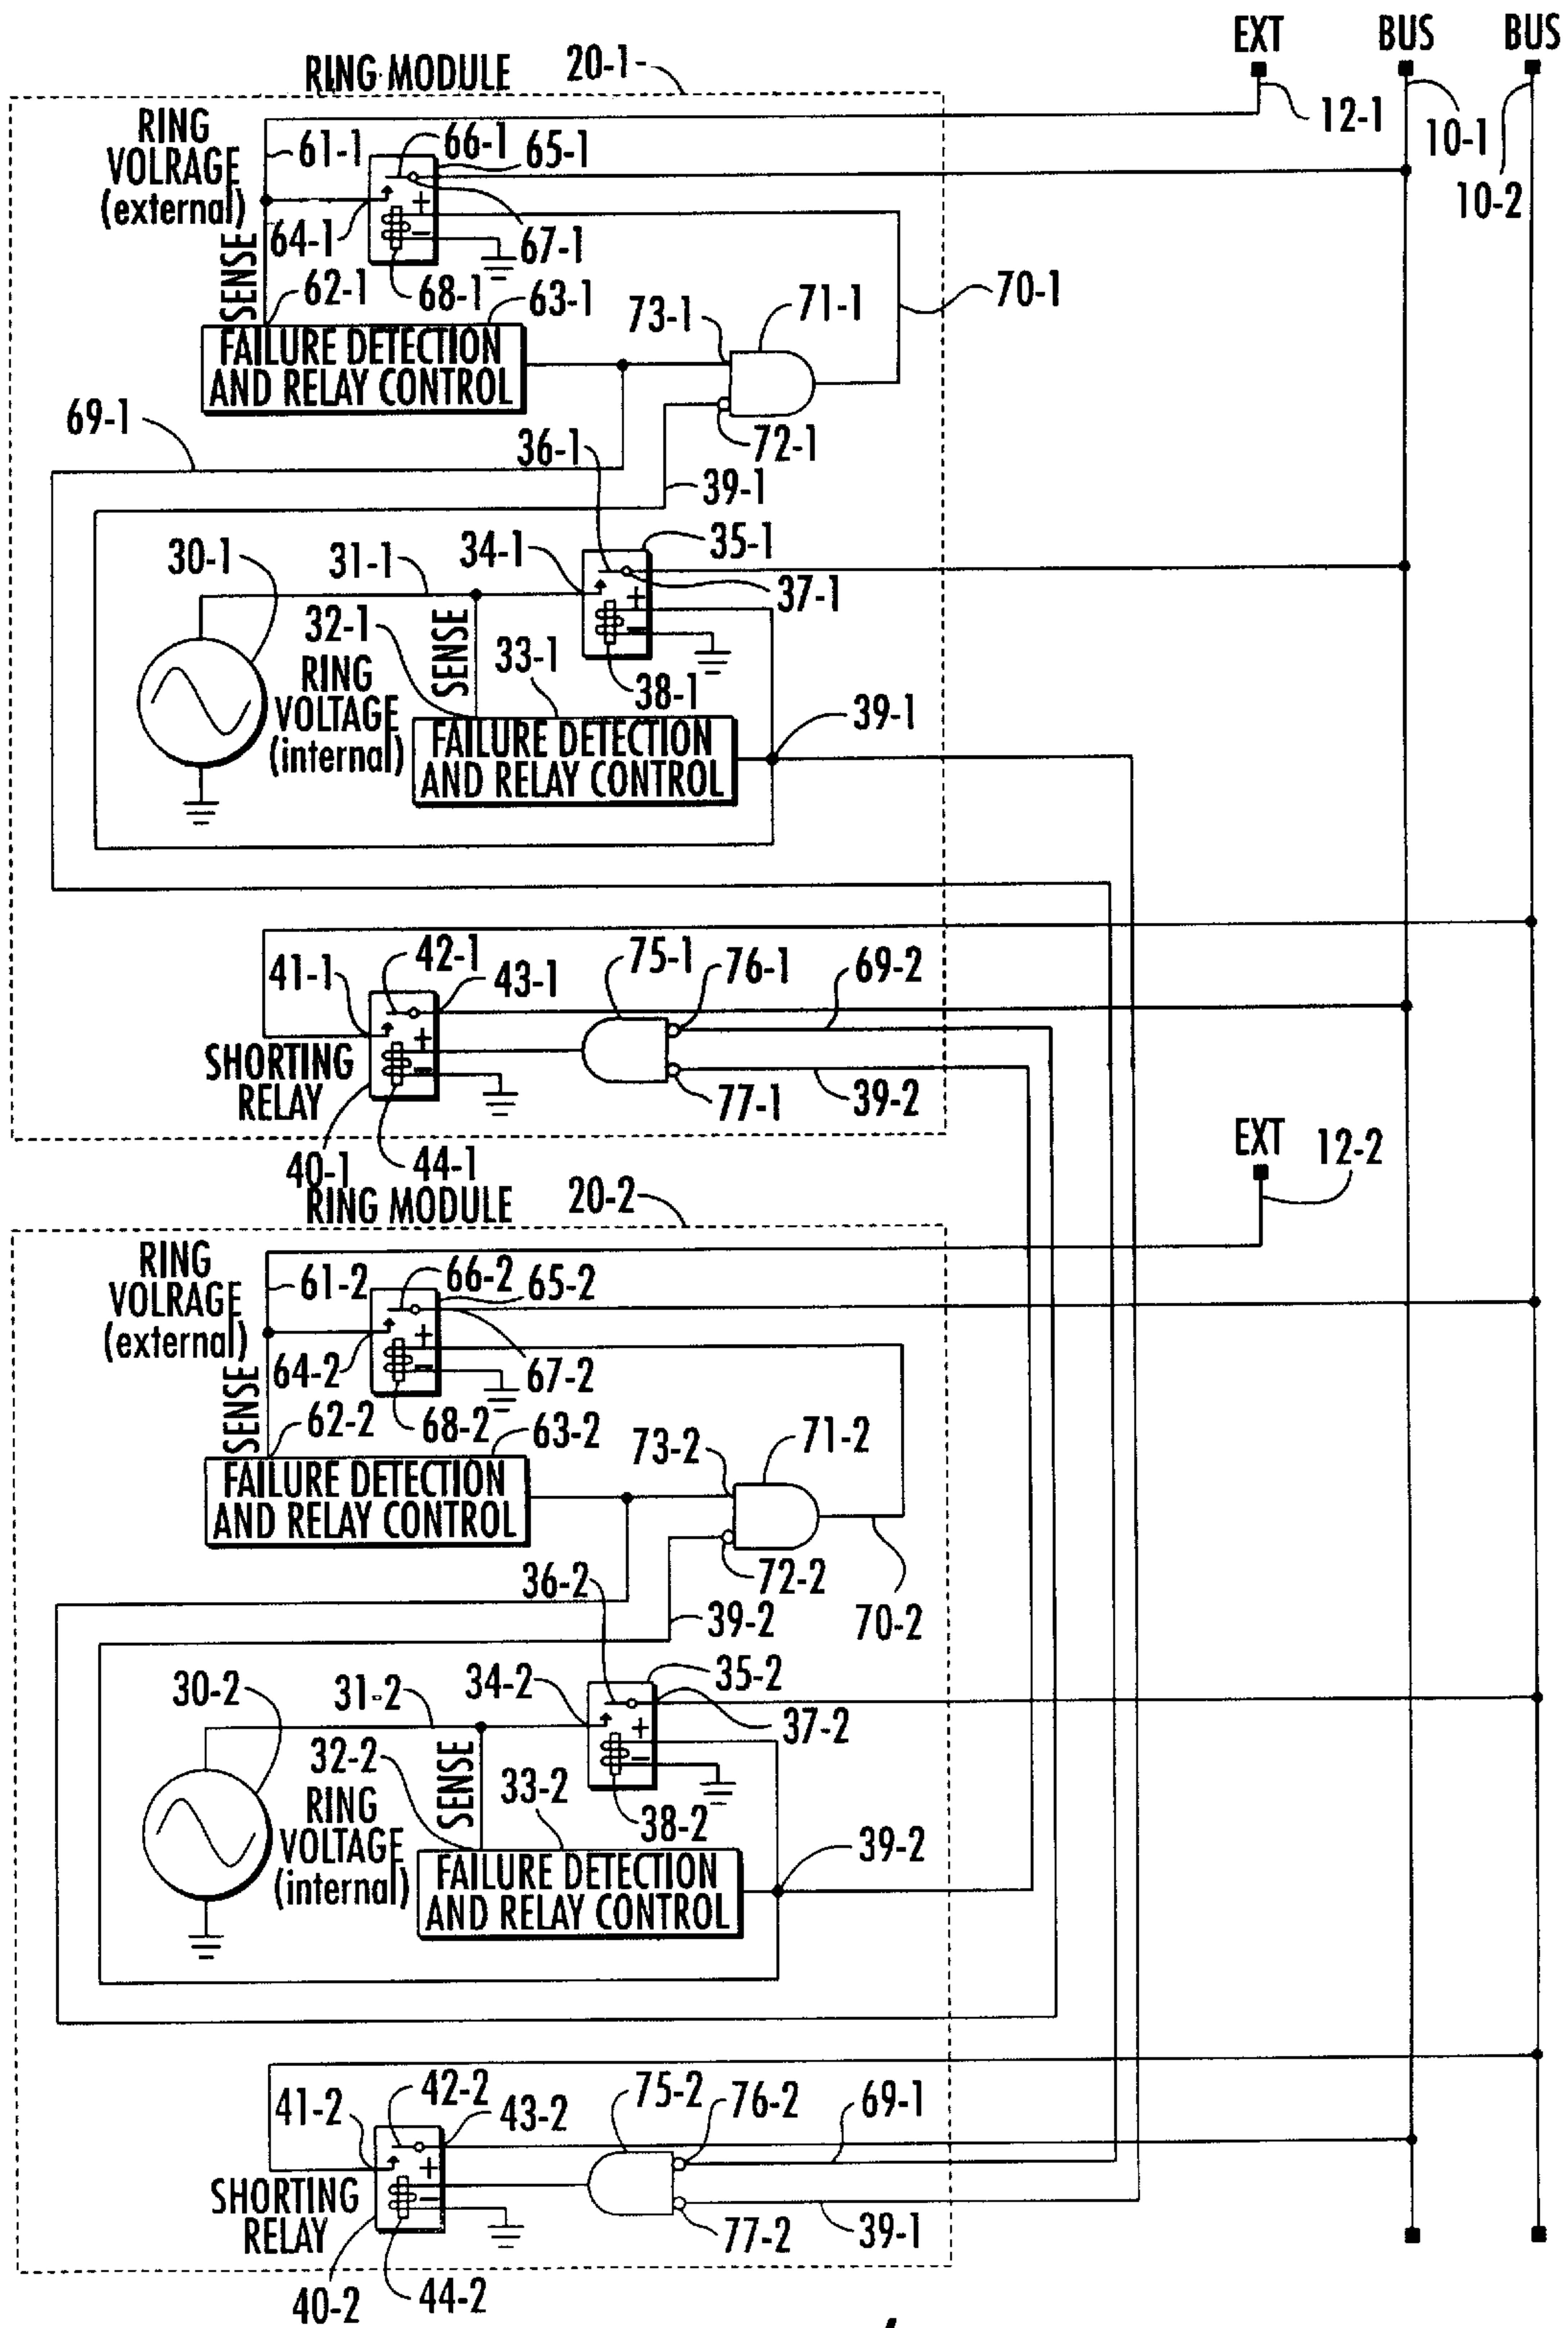 EXT BUS BUS
RING MODULE 20-1
12-1
10-1
10-2
RING
VOLRAGE
(external)
61-1
66-1
65-1
64-1
67-1
SENSE
62-1
68-1
63-1
70-1
73-1
71-1
FAILURE DETECTION
AND RELAY CONTROL
69-1
72-1
36-1
39-1
35-1
30-1
31-1
34-1
37-1
32-1
SENSE
33-1
RING
VOLTAGE
(internal)
38-1
39-1
FAILURE DETECTION
AND RELAY CONTROL
41-1
42-1
43-1
75-1
76-1
69-2
SHORTING
RELAY
77-1
39-2
40-1
44-1
EXT
12-2
RING MODULE 20-2
RING
VOLRAGE
(external)
61-2
66-2
65-2
64-2
67-2
SENSE
62-2
68-2
63-2
73-2
71-2
FAILURE DETECTION
AND RELAY CONTROL
72-2
36-2
39-2
70-2
35-2
30-2
31-2
34-2
37-2
32-2
SENSE
33-2
RING
VOLTAGE
(internal)
38-2
39-2
FAILURE DETECTION
AND RELAY CONTROL
41-2
42-2
43-2
75-2
76-2
69-1
SHORTING
RELAY
77-2
39-1
40-2
44-2